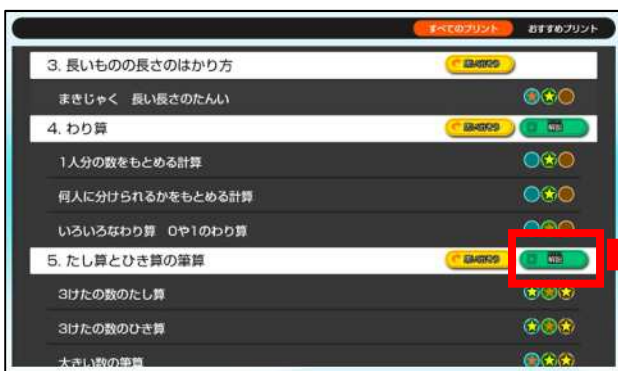 すべてのプリント おすすめプリント
3. 長いものの長さのはかり方
まきじゃく 長い長さのたんい
4. わり算
1人分の数をもとめる計算
何人に分けられるかをもとめる計算
いろいろなわり算 0や1のわり算
5. たし算とひき算の筆算
3けたの数のたし算
3けたの数のひき算
大きい数の筆算